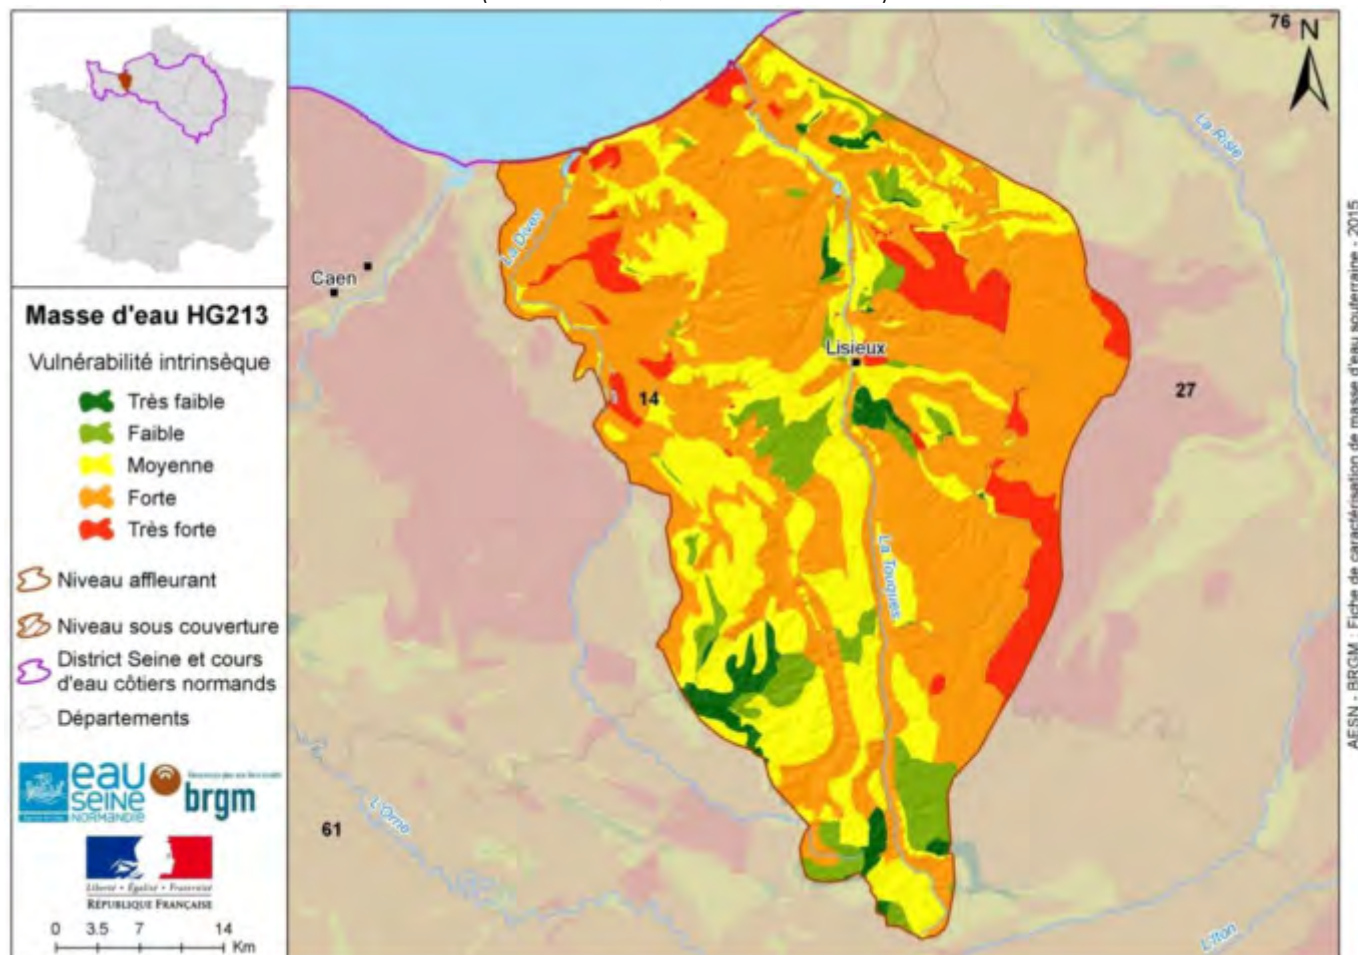 76 N
La Risle
La Dives
Caen
Masse d'eau HG213
Vulnérabilité intrinsèque
Très faible
Faible
Moyenne
Forte
Très forte
Niveau affleurant
Niveau sous couverture
District Seine et cours
d'eau côtiers normands
Départements
eau
SEINE
NORMANDIE
brgm
Liberté • Égalité • Fraternité
RÉPUBLIQUE FRANÇAISE
0 3.5 7 14
Km
Lisieux
14
27
La Touques
61
L'Orne
L'Iton
AESN - BRGM : Fiche de caractérisation de masse d'eau souterraine - 2015